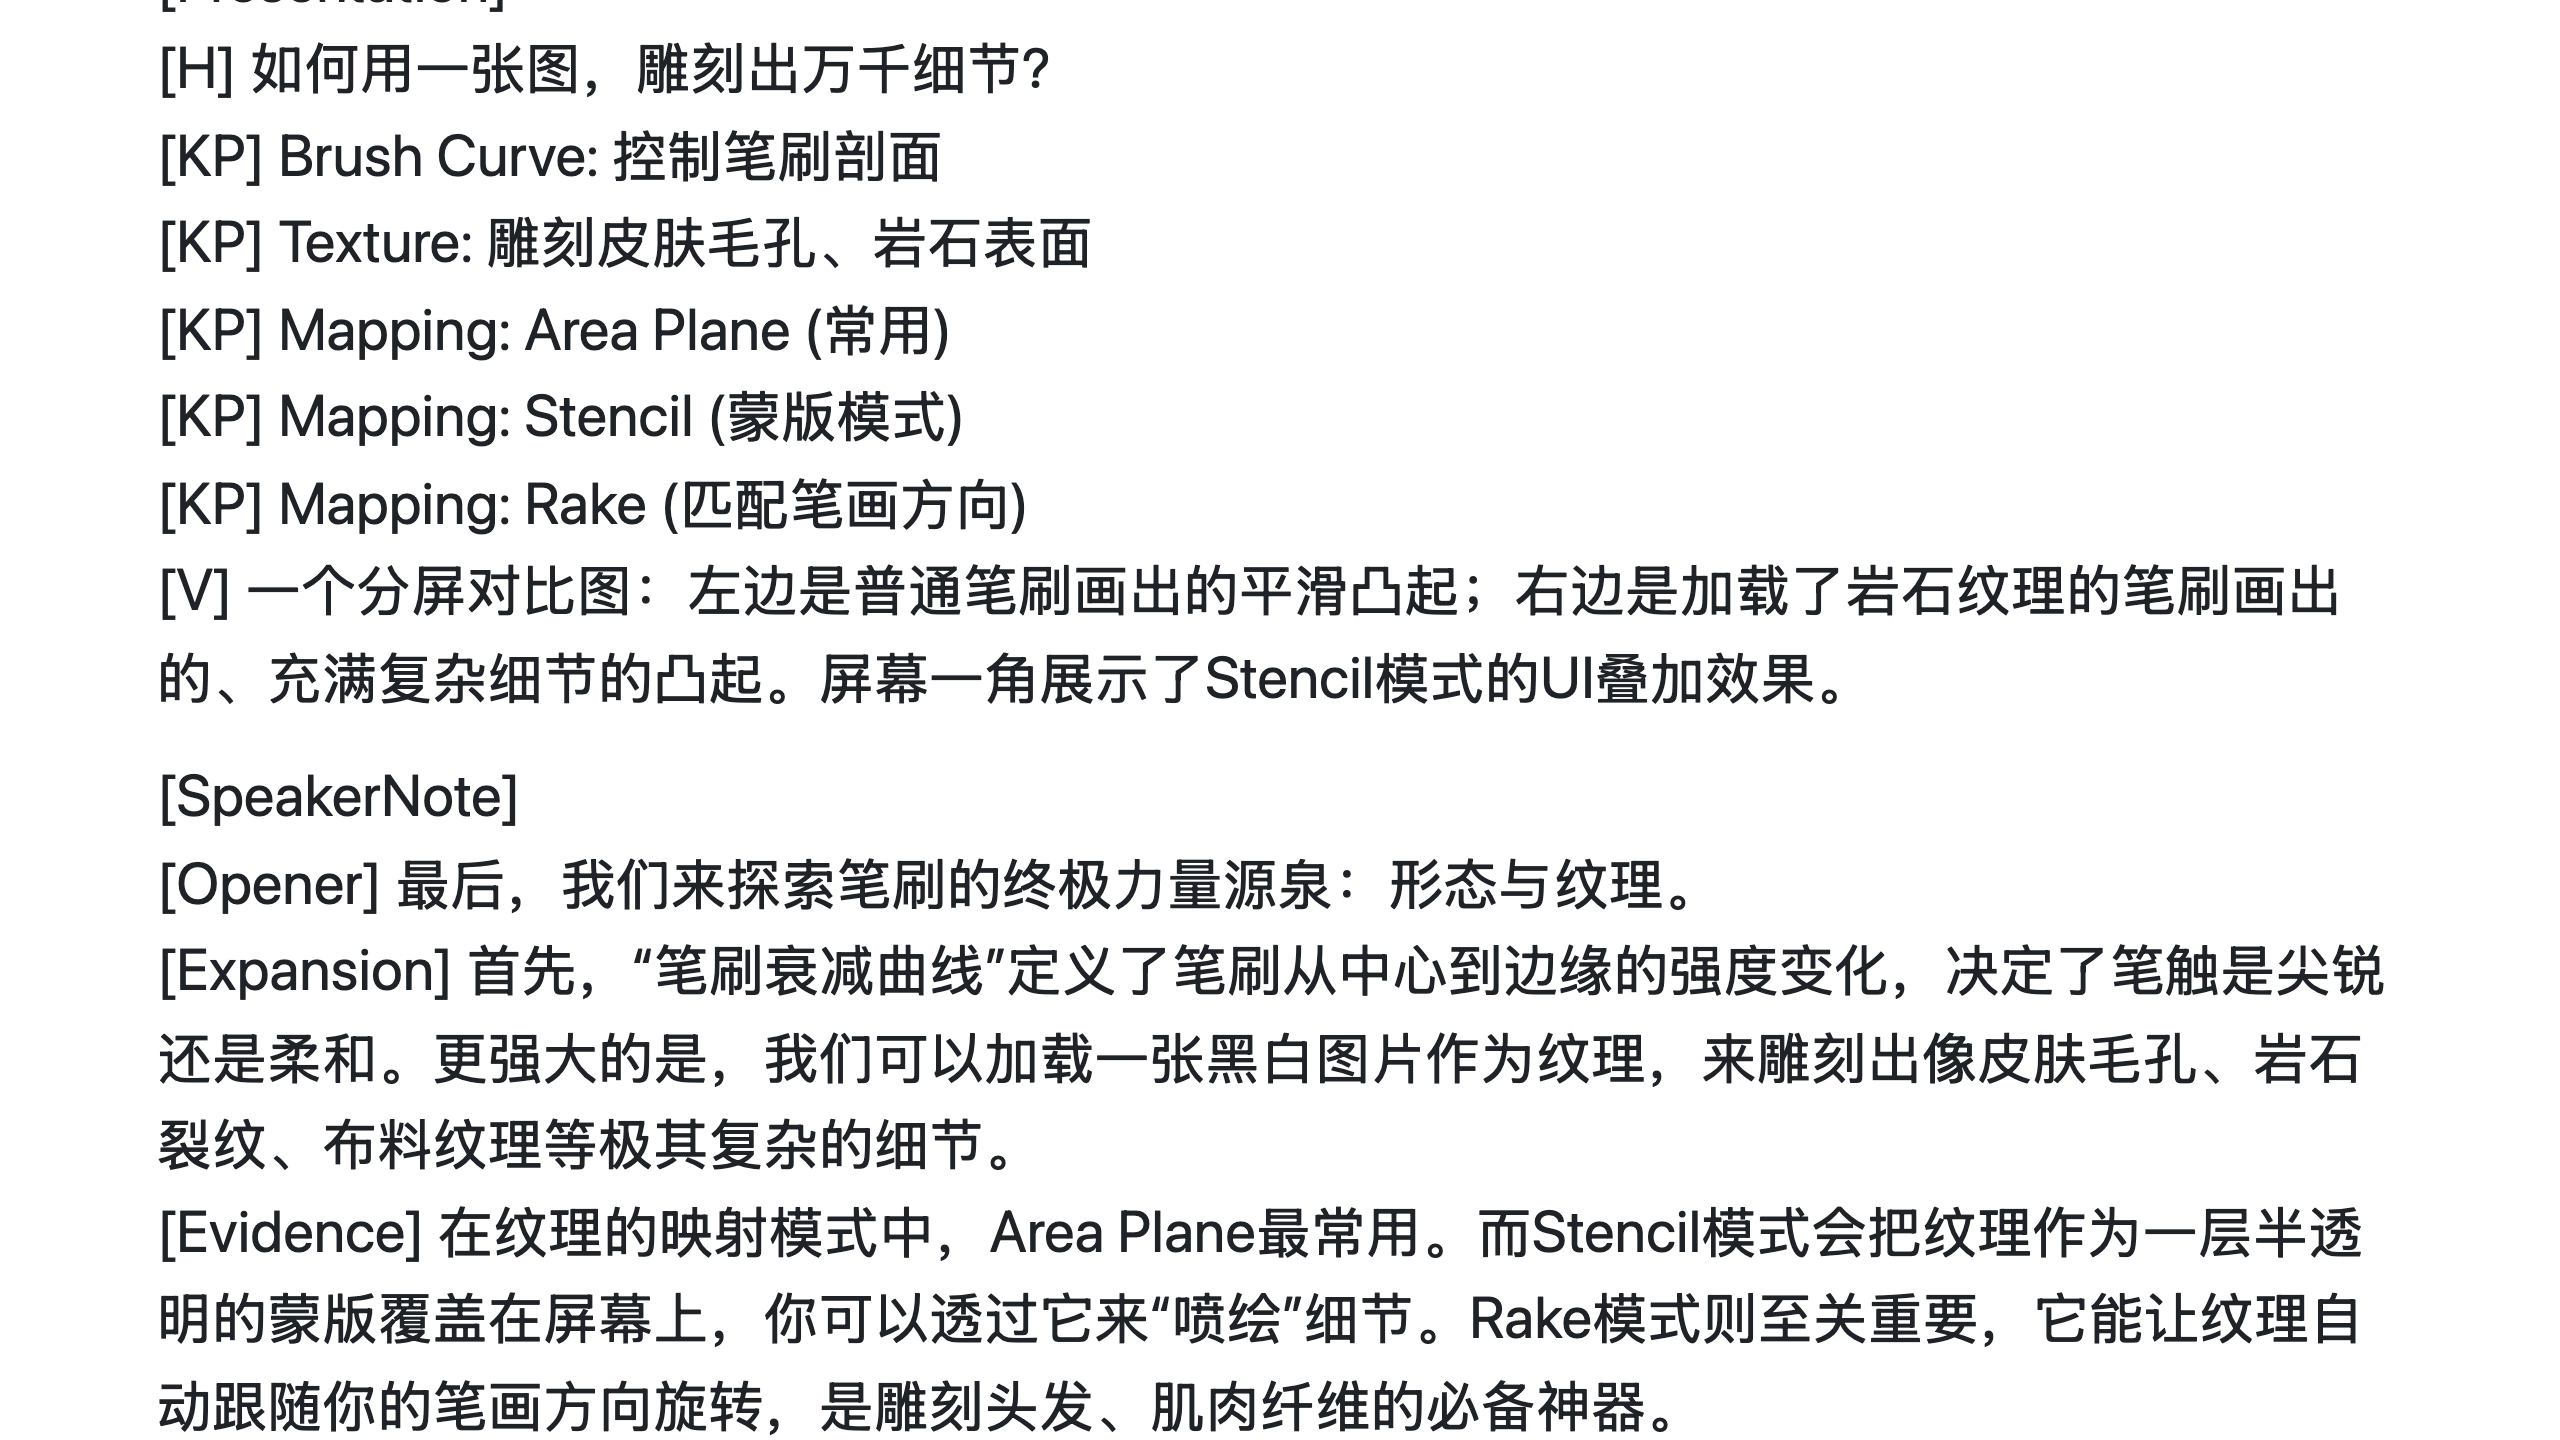 [Presentation]
[H] 如何用一张图，雕刻出万千细节?
[KP] Brush Curve: 控制笔刷剖面
[KP] Texture: 雕刻皮肤毛孔、岩石表面
[KP] Mapping: Area Plane (常用)
[KP] Mapping: Stencil (蒙版模式)
[KP] Mapping: Rake (匹配笔画方向)
[V] 一个分屏对比图：左边是普通笔刷画出的平滑凸起；右边是加载了岩石纹理的笔刷画出
的、充满复杂细节的凸起。屏幕一角展示了Stencil模式的UI叠加效果。
[SpeakerNote]
[Opener] 最后，我们来探索笔刷的终极力量源泉：形态与纹理。
[Expansion] 首先，“笔刷衰减曲线”定义了笔刷从中心到边缘的强度变化，决定了笔触是尖锐
还是柔和。更强大的是，我们可以加载一张黑白图片作为纹理，来雕刻出像皮肤毛孔、岩石
裂纹、布料纹理等极其复杂的细节。
[Evidence] 在纹理的映射模式中，Area Plane最常用。而Stencil模式会把纹理作为一层半透
明的蒙版覆盖在屏幕上，你可以透过它来“喷绘”细节。Rake模式则至关重要，它能让纹理自
动跟随你的笔画方向旋转，是雕刻头发、肌肉纤维的必备神器。